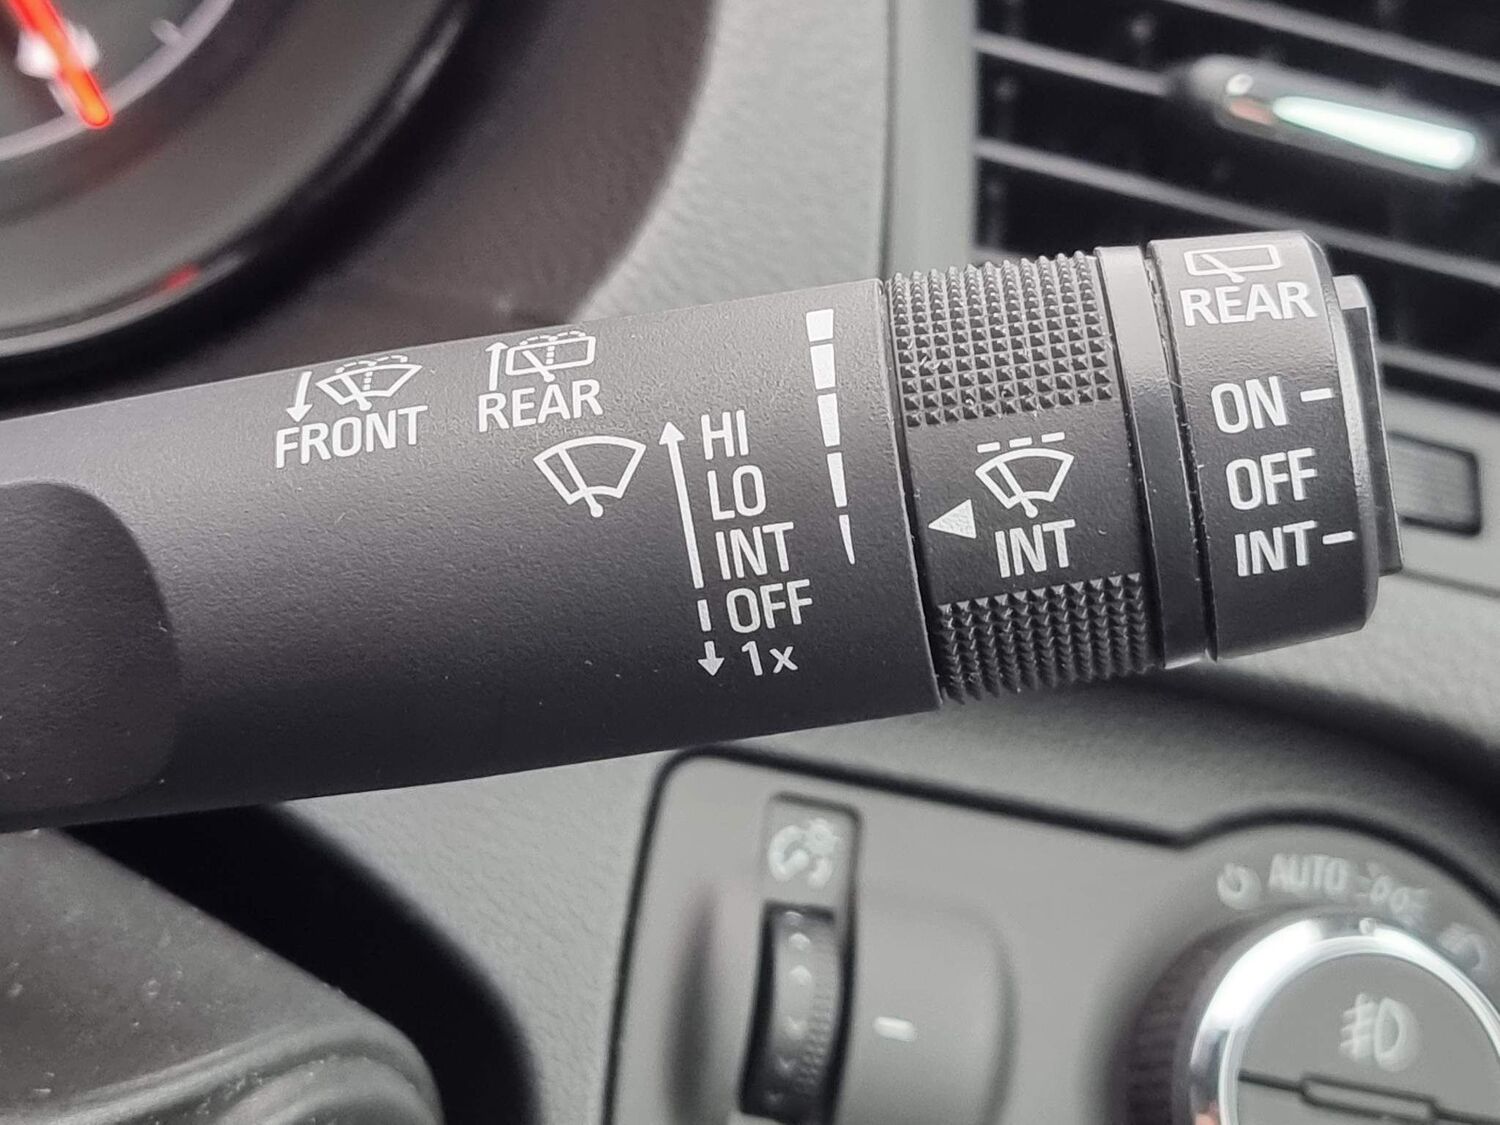 FRONT
REAR
HI
LO
INT
OFF
1x
INT
REAR
ON
OFF
INT
AUTO